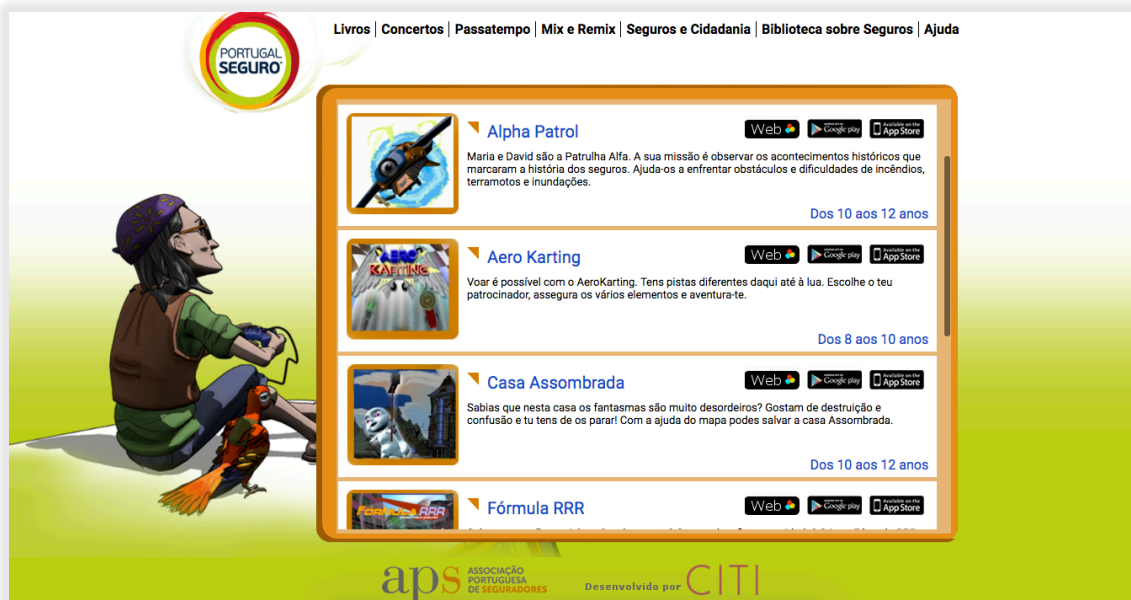 PORTUGAL
SEGURO
Livros | Concertos | Passatempo | Mix e Remix | Seguros e Cidadania | Biblioteca sobre Seguros | Ajuda
Alpha Patrol
Web
Google play
Available on the
App Store
Maria e David são a Patrulha Alfa. A sua missão é observar os acontecimentos históricos que
marcaram a história dos seguros. Ajuda-os a enfrentar obstáculos e dificuldades de incêndios,
terramotos e inundações.
Dos 10 aos 12 anos
AERO
KARTING
Aero Karting
Web
Google play
Available on the
App Store
Voar é possível com o AeroKarting. Tens pistas diferentes daqui até à lua. Escolhe o teu
patrocinador, assegura os vários elementos e aventura-te.
Dos 8 aos 10 anos
Casa Assombrada
Web
Google play
Available on the
App Store
Sabias que nesta casa os fantasmas são muito desordeiros? Gostam de destruição e
confusão e tu tens de os parar! Com a ajuda do mapa podes salvar a casa Assombrada.
Dos 10 aos 12 anos
FÓRMULA RRR
Fórmula RRR
Web
Google play
Available on the
App Store
aps ASSOCIAÇÃO
PORTUGUESA
DE SEGURADORES
Desenvolvido por CITI